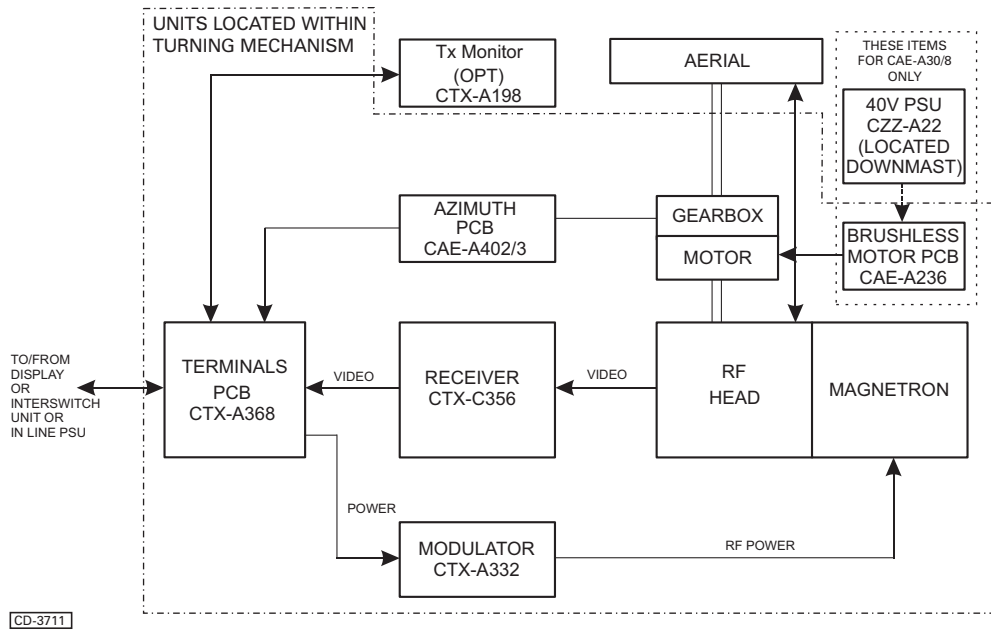 UNITS LOCATED WITHIN
TURNING MECHANISM
Tx Monitor
(OPT)
CTX-A198
AERIAL
THESE ITEMS
FOR CAE-A30/8
ONLY
40V PSU
CZZ-A22
(LOCATED
DOWNMAST)
AZIMUTH
PCB
CAE-A402/3
GEARBOX
MOTOR
BRUSHLESS
MOTOR PCB
CAE-A236
TO/FROM
DISPLAY
OR
INTERSWITCH
UNIT OR
IN LINE PSU
TERMINALS
PCB
CTX-A368
VIDEO
RECEIVER
CTX-C356
VIDEO
RF
HEAD
MAGNETRON
POWER
MODULATOR
CTX-A332
RF POWER
CD-3711